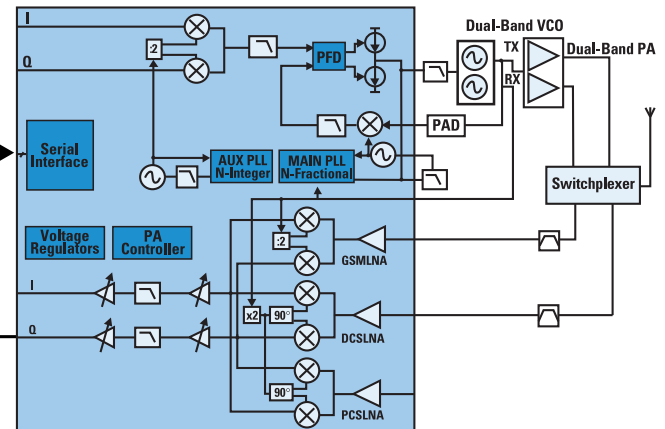 I
Q
:2
PFD
Dual-Band VCO
TX
RX
Dual-Band PA
PAD
Serial
Interface
AUX PLL
N-Integer
MAIN PLL
N-Fractional
Switchplexer
Voltage
Regulators
PA
Controller
:2
GSMLNA
I
x2
90°
DCSLNA
Q
90°
PCSLNA